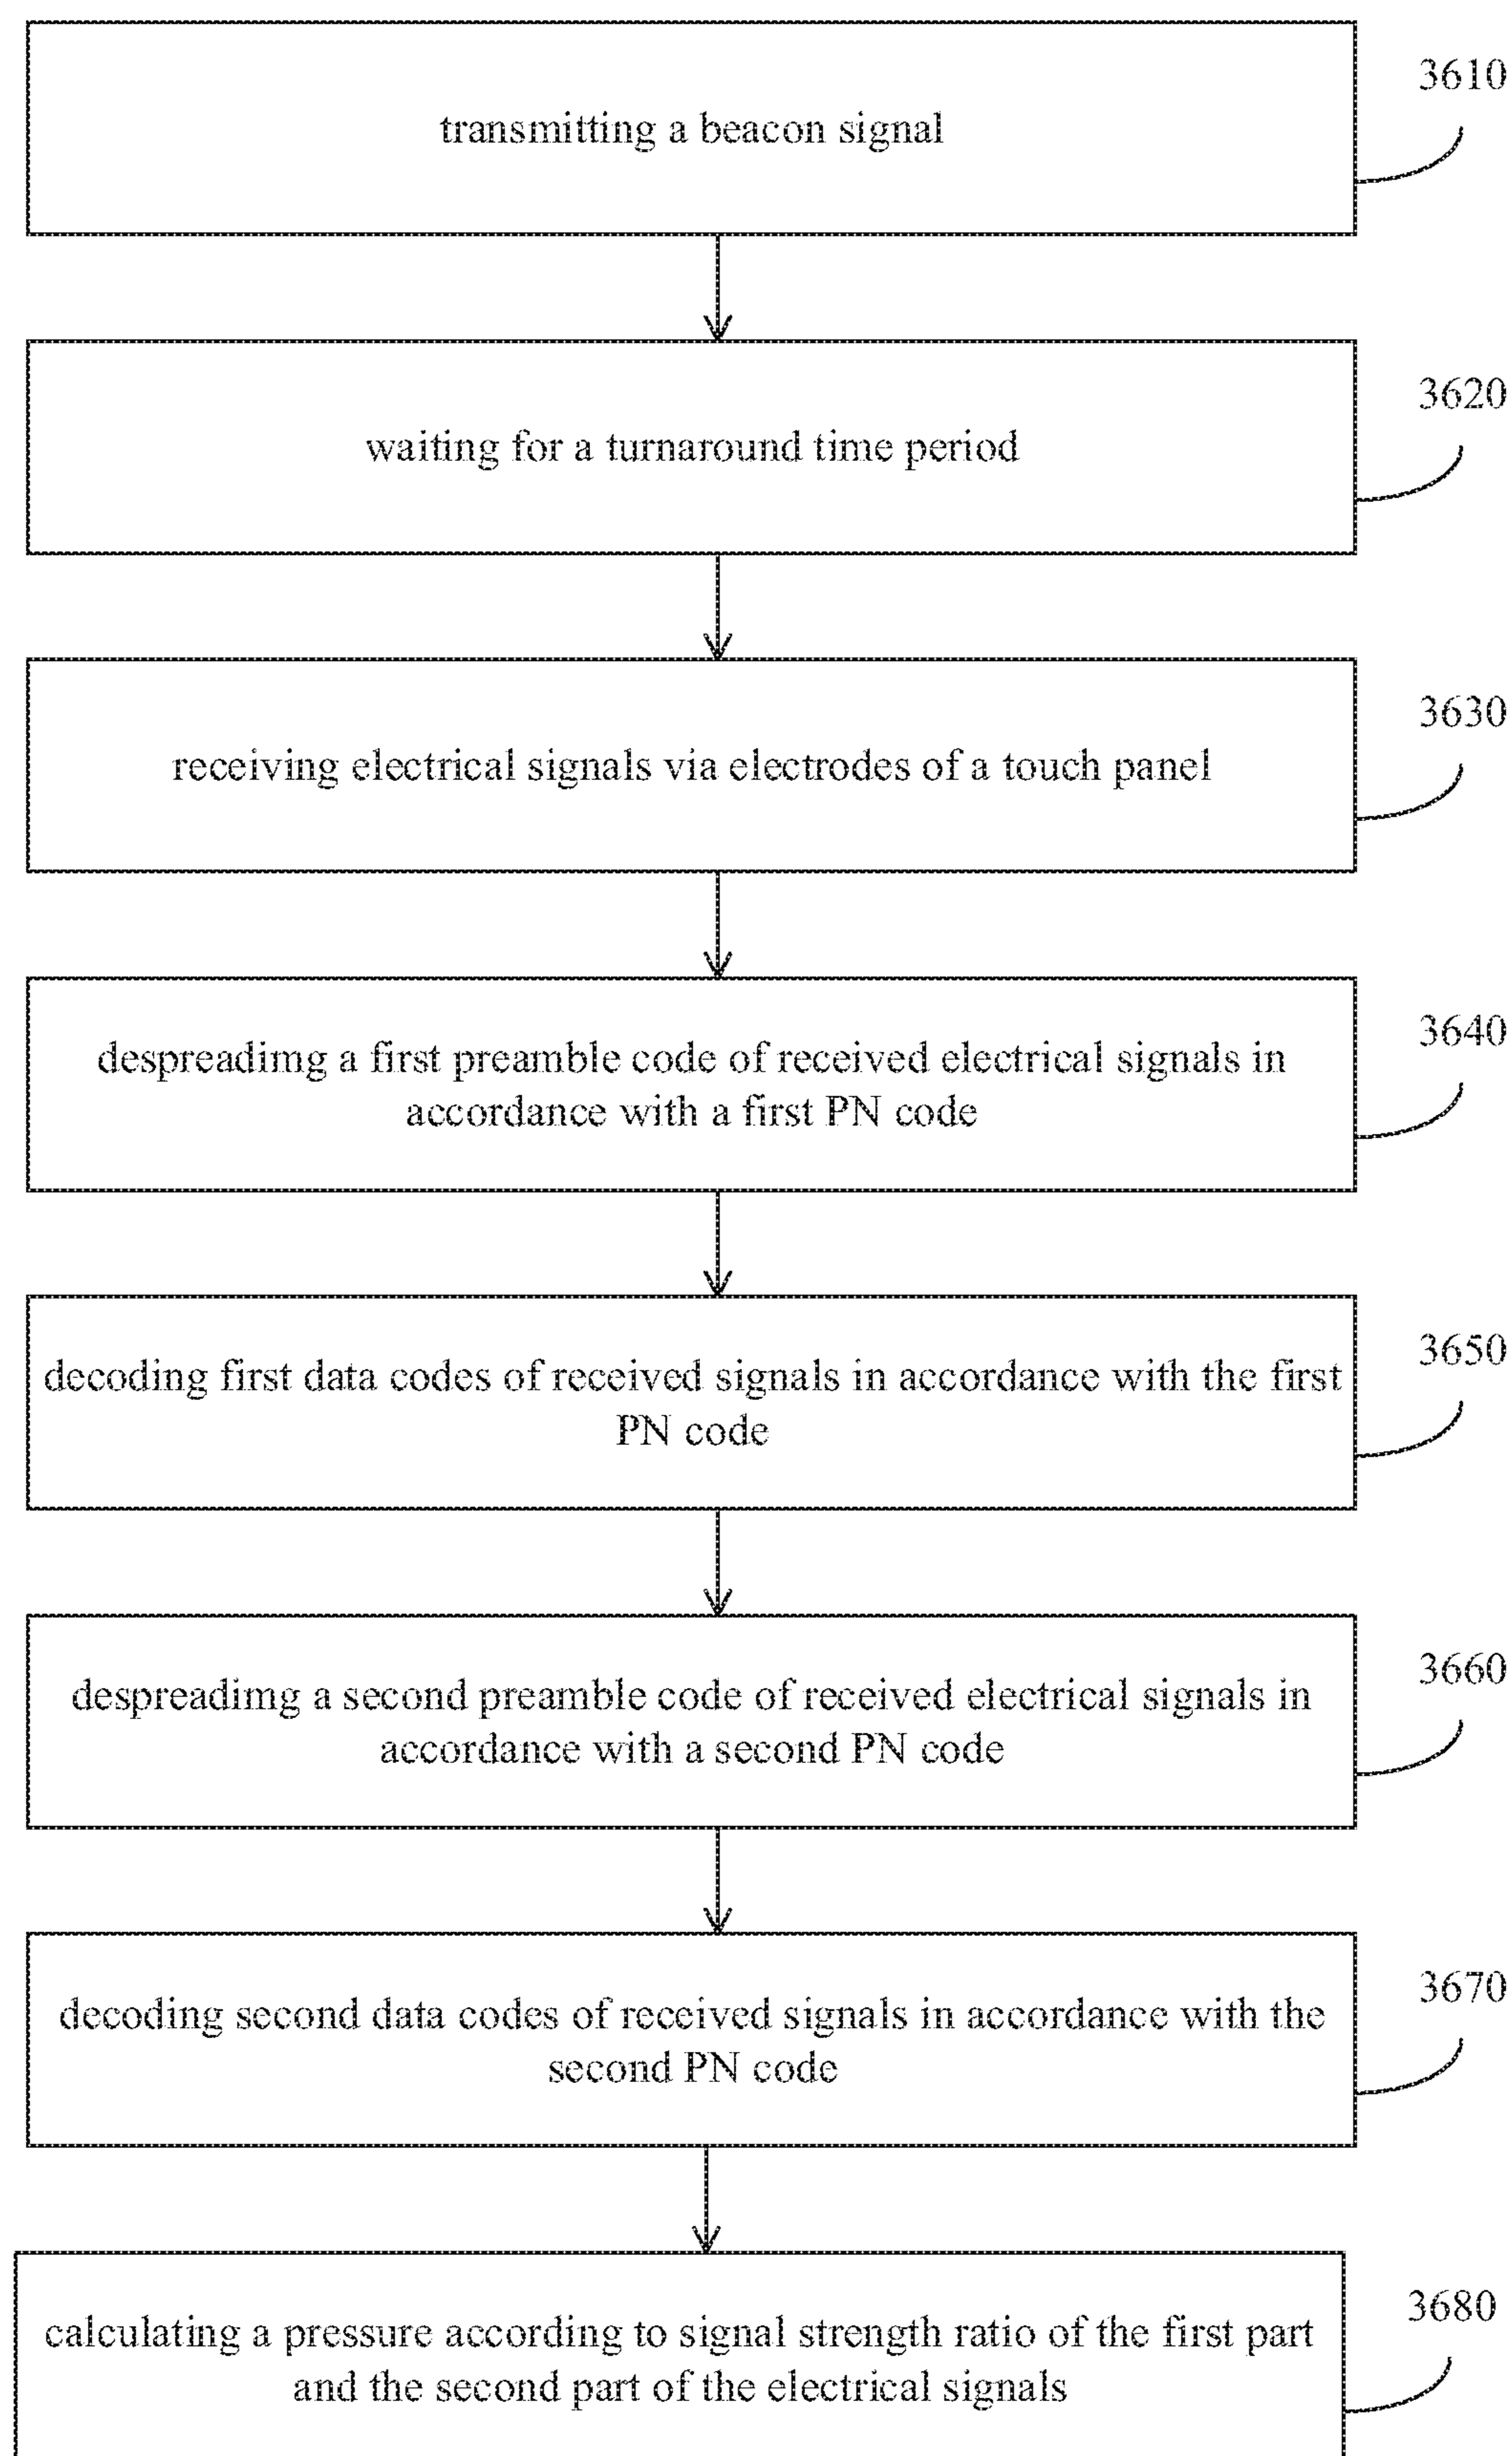 3610
transmitting a beacon signal
3620
waiting for a turnaround time period
3630
receiving electrical signals via electrodes of a touch panel
3640
despreadimg a first preamble code of received electrical signals in
accordance with a first PN code
3650
decoding first data codes of received signals in accordance with the first
PN code
3660
despreadimg a second preamble code of received electrical signals in
accordance with a second PN code
3670
decoding second data codes of received signals in accordance with the
second PN code
3680
calculating a pressure according to signal strength ratio of the first part
and the second part of the electrical signals